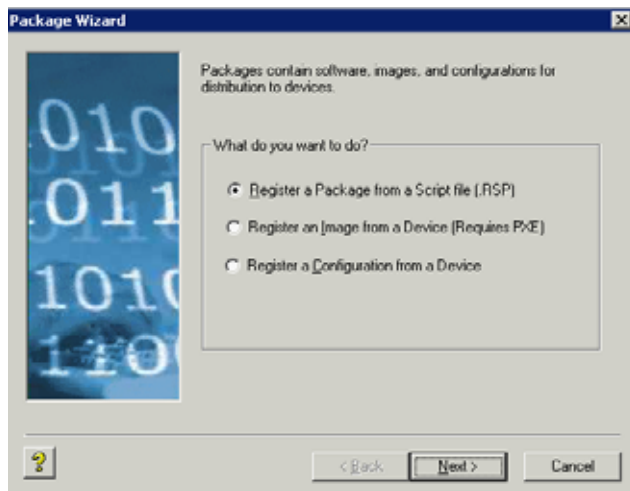 Package Wizard
Packages contain software, images, and configurations for
distribution to devices.
What do you want to do?
Register a Package from a Script file (.RSP)
Register an Image from a Device (Requires PXE)
Register a Configuration from a Device
010
011
1010
1100
?
< Back
Next >
Cancel